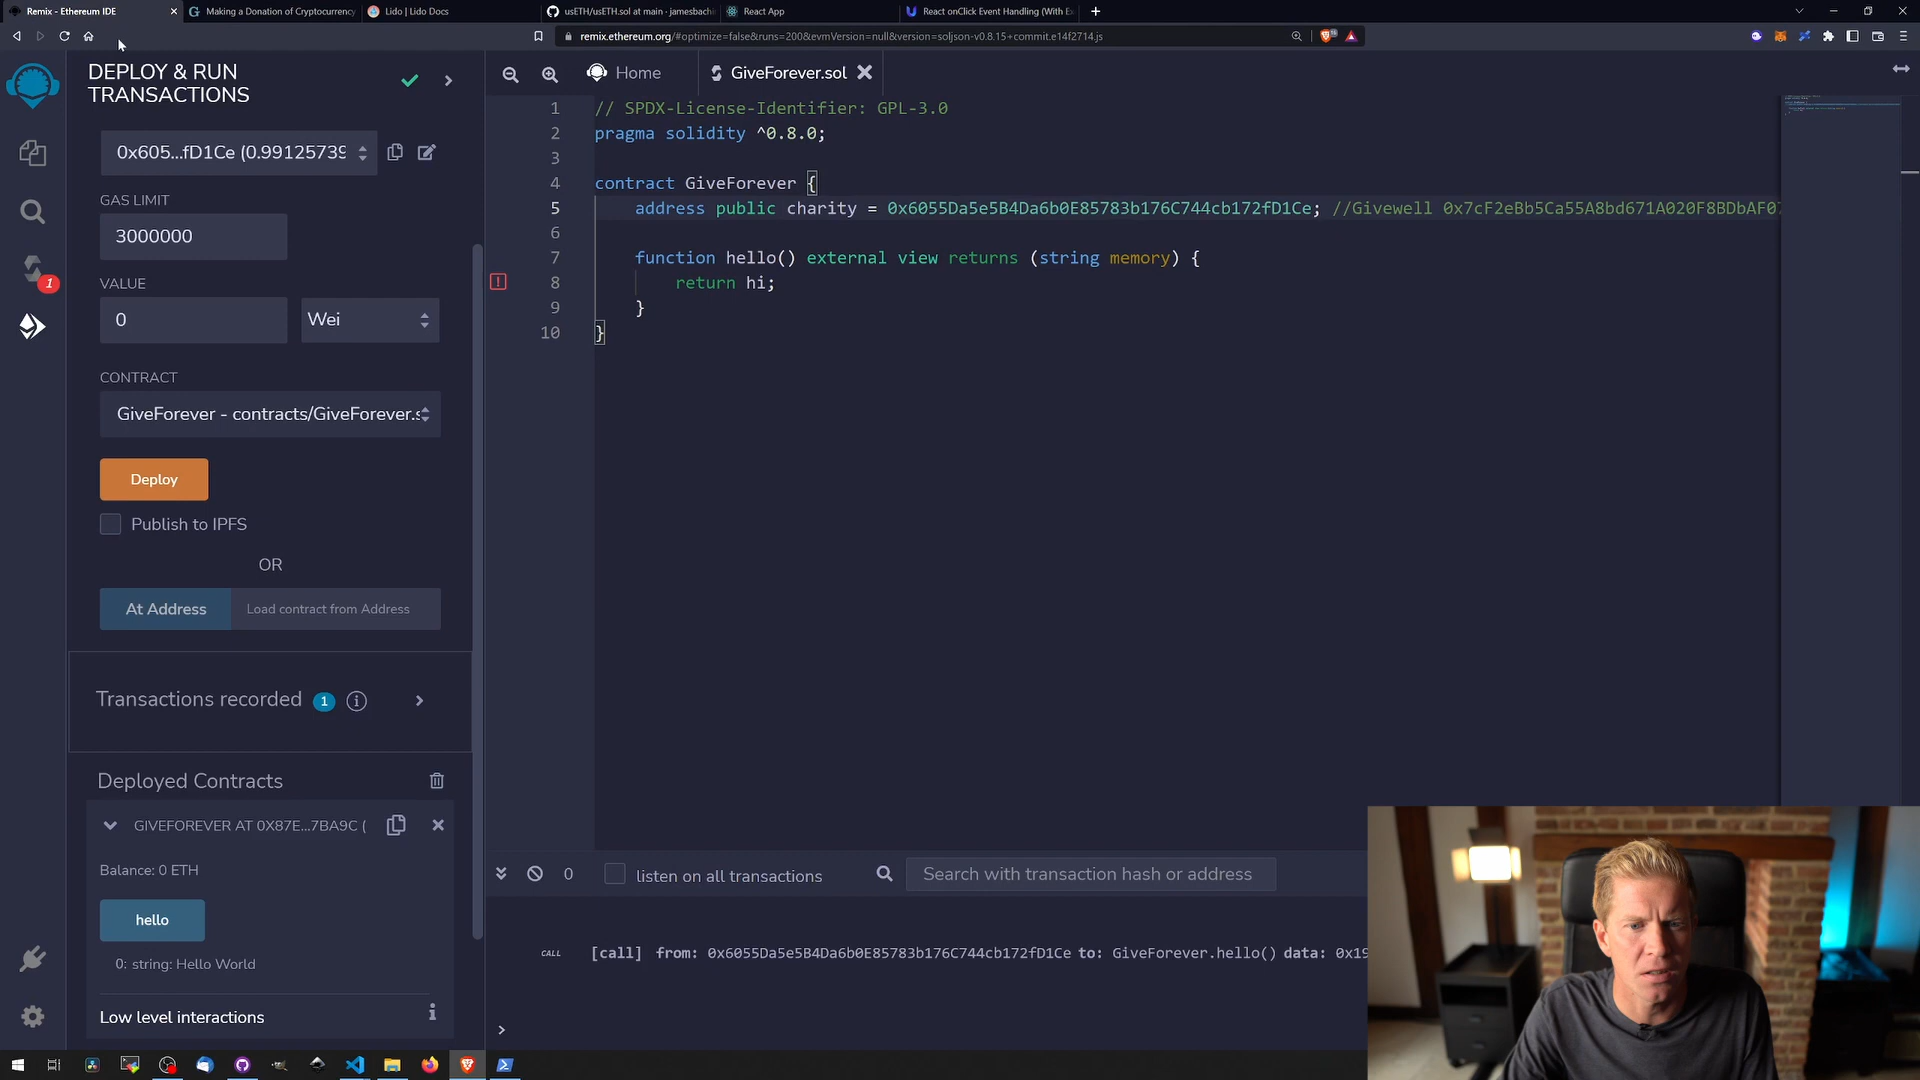 Remix - Ethereum IDE
Making a Donation of Cryptocurrency
Lido | Lido Docs
usETH/usETH.sol at main · jamesbachi
React App
React onClick Event Handling (With Ex
remix.ethereum.org/#optimize=false&runs=200&evmVersion=null&version=soljson-v0.8.15+commit.e14f2714.js
DEPLOY & RUN
TRANSACTIONS
0x605...fD1Ce (0.99125739
GAS LIMIT
3000000
VALUE
0
Wei
CONTRACT
GiveForever - contracts/GiveForever.s
Deploy
Publish to IPFS
OR
At Address
Load contract from Address
Transactions recorded
1
Deployed Contracts
GIVEFOREVER AT 0X87E...7BA9C (
Balance: 0 ETH
hello
0: string: Hello World
Low level interactions
1
Home
GiveForever.sol
1 // SPDX-License-Identifier: GPL-3.0
2 pragma solidity ^0.8.0;
3
4 contract GiveForever {
5 address public charity = 0x6055Da5e5B4Da6b0E85783b176C744cb172fD1Ce; //Givewell 0x7cF2eBb5Ca55A8bd671A020F8BDbAF07
6
7 function hello() external view returns (string memory) {
8 return hi;
9 }
10 }
0
listen on all transactions
Search with transaction hash or address
CALL
[call] from: 0x6055Da5e5B4Da6b0E85783b176C744cb172fD1Ce to: GiveForever.hello() data: 0x19
>